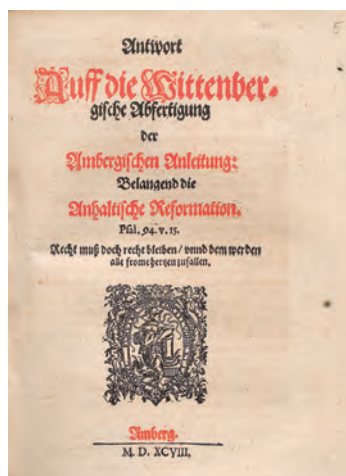 5
Antwort
Auff die Wittenber-
gische Abfertigung
der
Ambergischen Anleitung:
Belangend die
Anhaltische Reformation.
Psal. 94. v. 15.
Recht muß doch recht bleiben / vnnd dem werden
alle frome hertzen zufallen.
Amberg.
M. D. XCVIII.